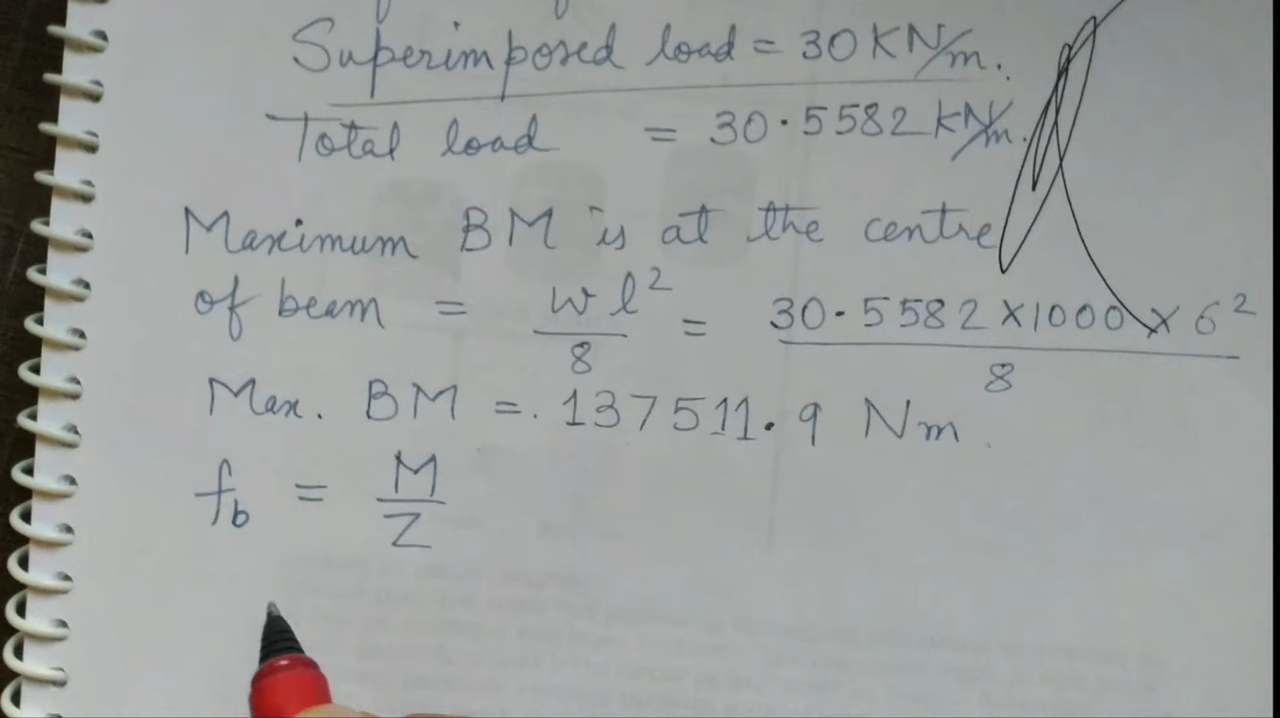 Superimposed load = 30 KN/m.
Total load = 30.5582 kN/m.
Maximum BM is at the centre
of beam = wl²/8 = 30.5582 x 1000 x 6²/8
Max. BM =. 137511.9 Nm.
fb = M/Z